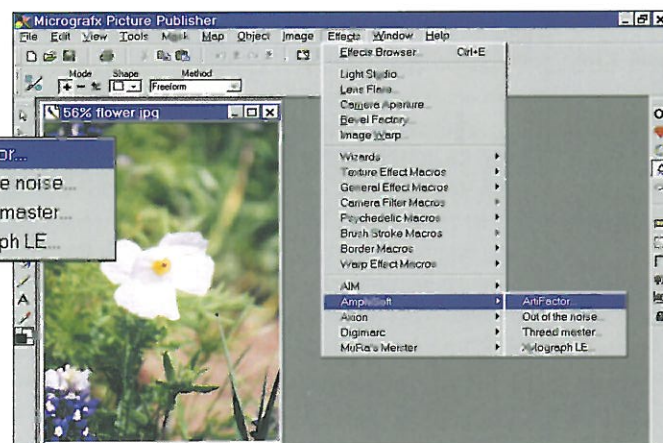 Micrografx Picture Publisher
File Edit View Tools Mask Map Object Image Effects Window Help
Mode Shape Method
Freeform
56% flower.jpg
Effects Browser... Ctrl+E
Light Studio...
Lens Flare...
Camera Aperture...
Bevel Factory...
Image Warp...
Wizards
Texture Effect Macros
General Effect Macros
Camera Filter Macros
Psychedelic Macros
Brush Stroke Macros
Border Macros
Warp Effect Macros
AIM
AmpleSoft
Axion
Digimarc
MuRa's Meister
ArtiFactor...
Out of the noise...
Thread master...
Xylograph LE...
or...
e noise...
master...
ph LE...
A